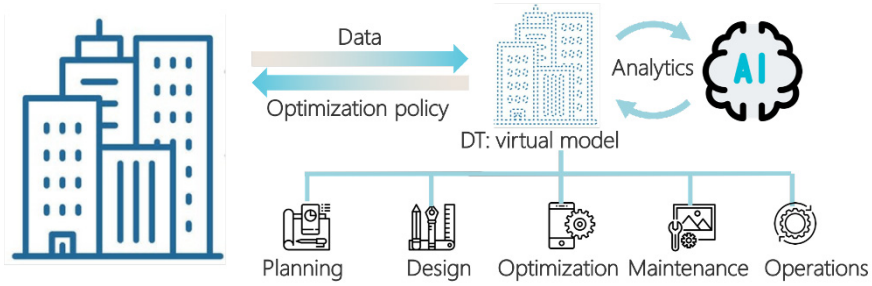 Data
Optimization policy
Analytics
AI
DT: virtual model
Planning
Design
Optimization
Maintenance
Operations